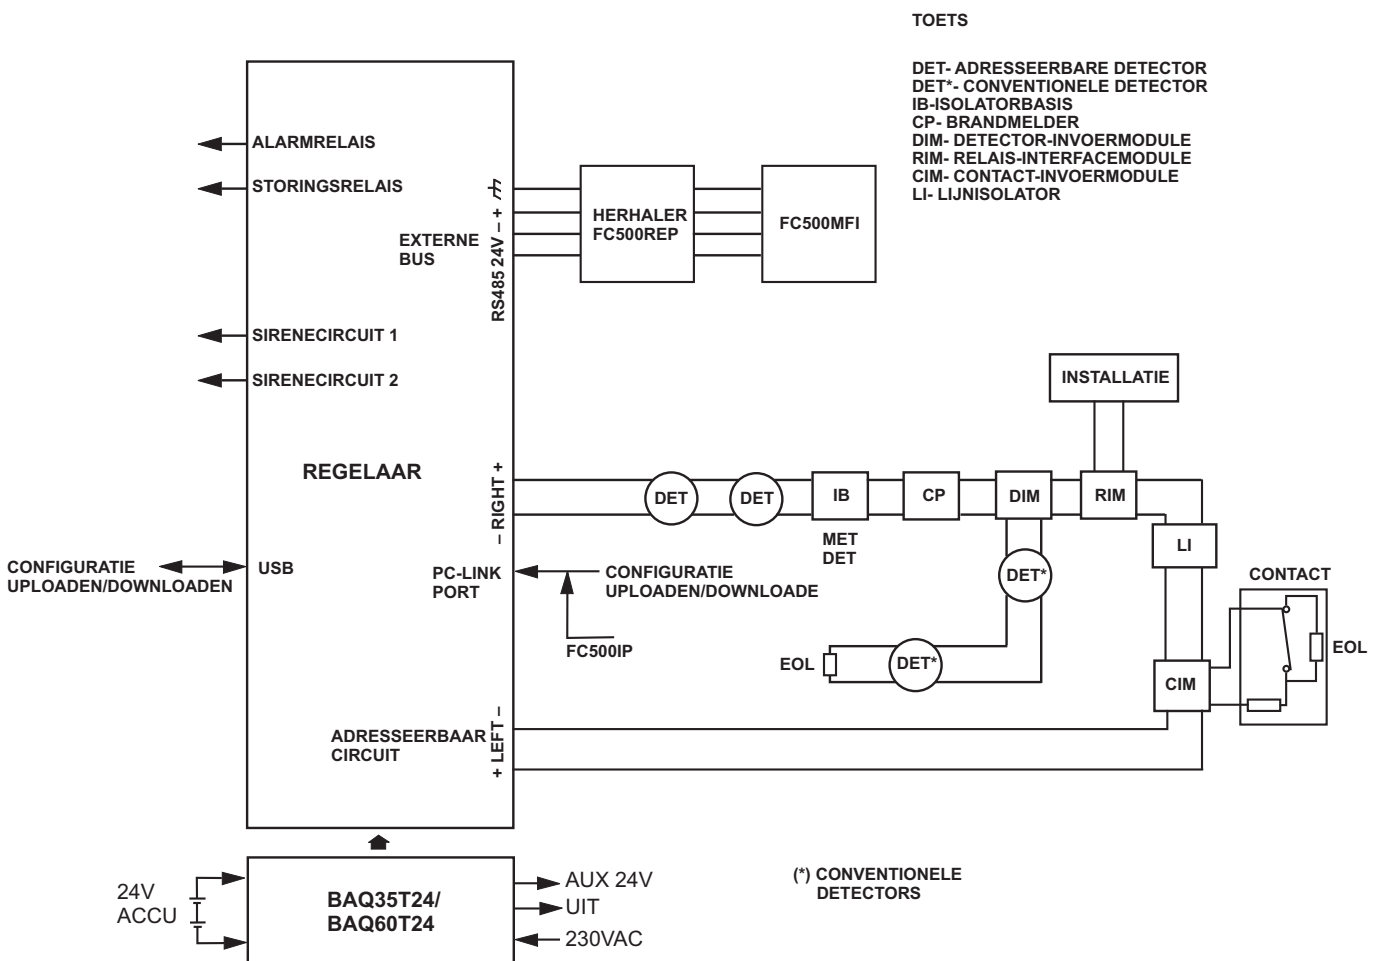 TOETS
DET- ADRESSEERBARE DETECTOR
DET*- CONVENTIONELE DETECTOR
IB-ISOLATORBASIS
CP- BRANDMELDER
DIM- DETECTOR-INVOERMODULE
RIM- RELAIS-INTERFACEMODULE
CIM- CONTACT-INVOERMODULE
LI- LIJNISOLATOR
ALARMRELAIS
STORINGSRELAIS
EXTERNE
BUS
RS485 24V – +
HERHALER
FC500REP
FC500MFI
SIRENECIRCUIT 1
SIRENECIRCUIT 2
INSTALLATIE
REGELAAR
– RIGHT +
DET
DET
IB
CP
DIM
RIM
MET
DET
LI
CONFIGURATIE
UPLOADEN/DOWNLOADEN
USB
PC-LINK
PORT
CONFIGURATIE
UPLOADEN/DOWNLOADE
FC500IP
DET*
CONTACT
EOL
EOL
DET*
CIM
ADRESSEERBAAR
CIRCUIT
+ LEFT –
24V
ACCU
BAQ35T24/
BAQ60T24
AUX 24V
UIT
230VAC
(*) CONVENTIONELE
DETECTORS